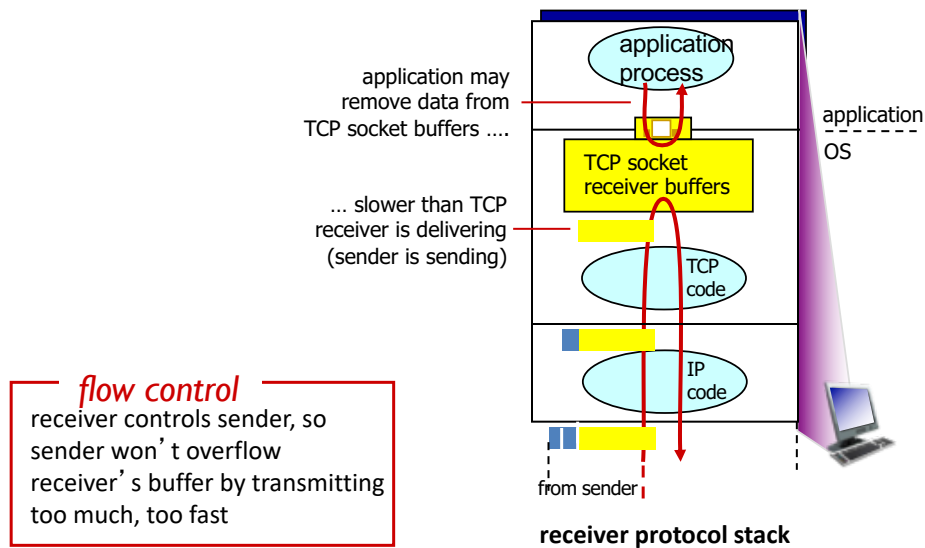 application
process
application may
remove data from
TCP socket buffers ….
application
OS
TCP socket
receiver buffers
… slower than TCP
receiver is delivering
(sender is sending)
TCP
code
IP
code
flow control
receiver controls sender, so
sender won’t overflow
receiver’s buffer by transmitting
too much, too fast
from sender
receiver protocol stack